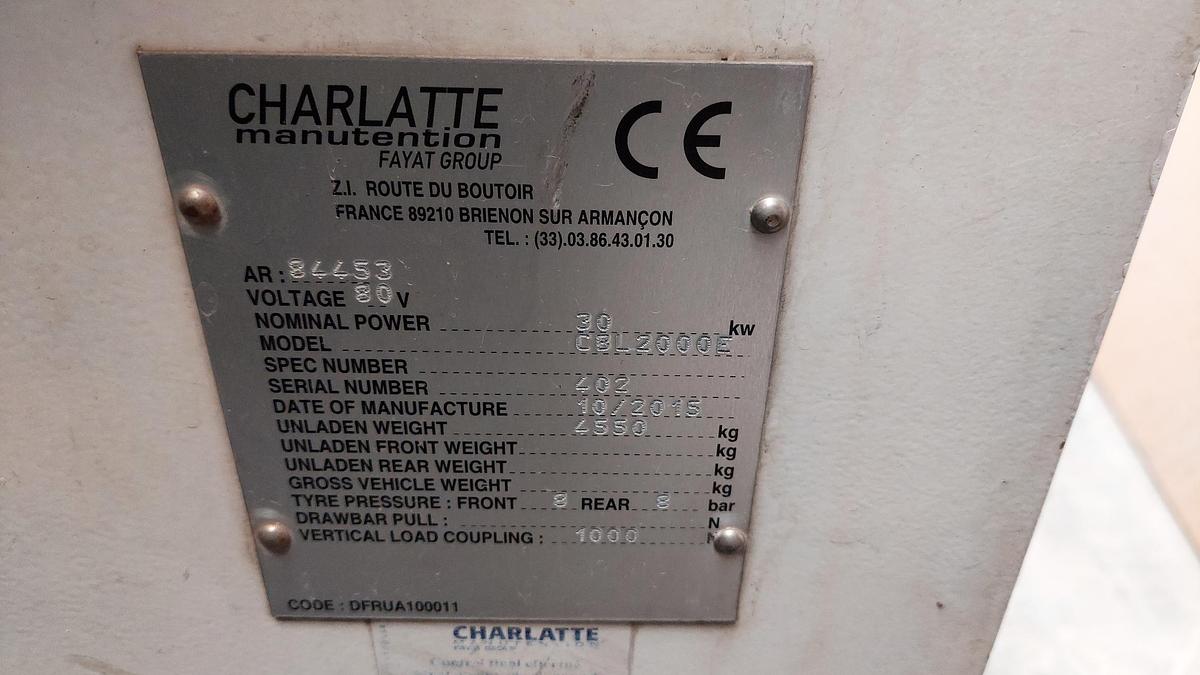 CHARLATTE
manutention
FAYAT GROUP
CE
Z.I. ROUTE DU BOUTOIR
FRANCE 89210 BRIENON SUR ARMANÇON
TEL. : (33).03.86.43.01.30
AR : 84453
VOLTAGE 80 V
NOMINAL POWER 30 kw
MODEL CBL2000E
SPEC NUMBER
SERIAL NUMBER 402
DATE OF MANUFACTURE 10/2015
UNLADEN WEIGHT 4550 kg
UNLADEN FRONT WEIGHT kg
UNLADEN REAR WEIGHT kg
GROSS VEHICLE WEIGHT kg
TYRE PRESSURE : FRONT 8 REAR 8 bar
DRAWBAR PULL : N
VERTICAL LOAD COUPLING : 1000
CODE : DFRUA100011
CHARLATTE
MANUTENTION